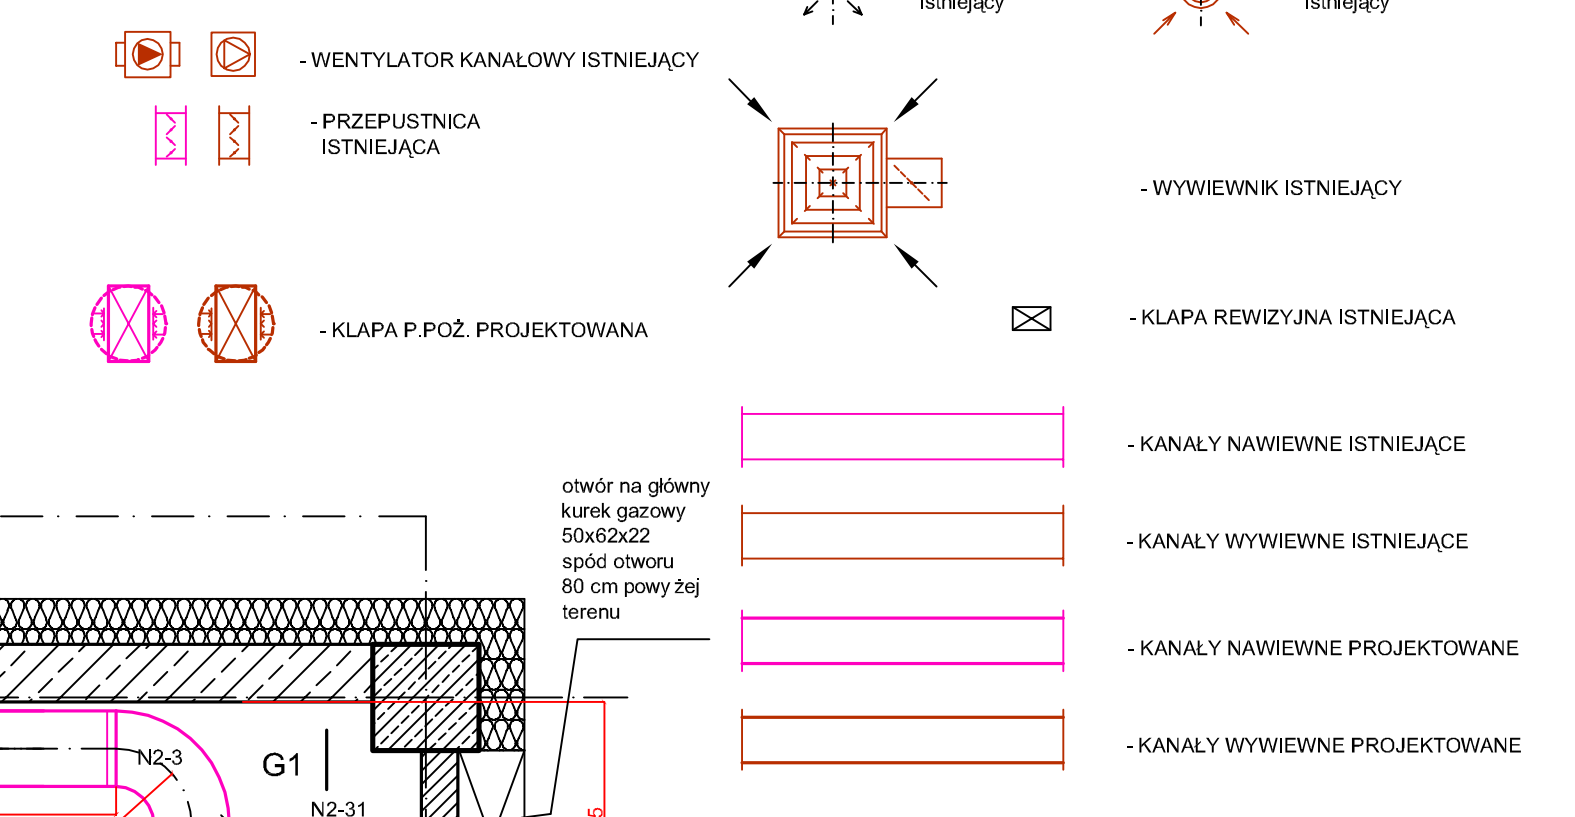 istniejący
istniejący
- WENTYLATOR KANAŁOWY ISTNIEJĄCY
- PRZEPUSTNICA
ISTNIEJĄCA
- WYWIEWNIK ISTNIEJĄCY
- KLAPA P.POŻ. PROJEKTOWANA
- KLAPA REWIZYJNA ISTNIEJĄCA
- KANAŁY NAWIEWNE ISTNIEJĄCE
- KANAŁY WYWIEWNE ISTNIEJĄCE
- KANAŁY NAWIEWNE PROJEKTOWANE
- KANAŁY WYWIEWNE PROJEKTOWANE
otwór na główny
kurek gazowy
50x62x22
spód otworu
80 cm powyżej
terenu
N2-3
G1
N2-31
5